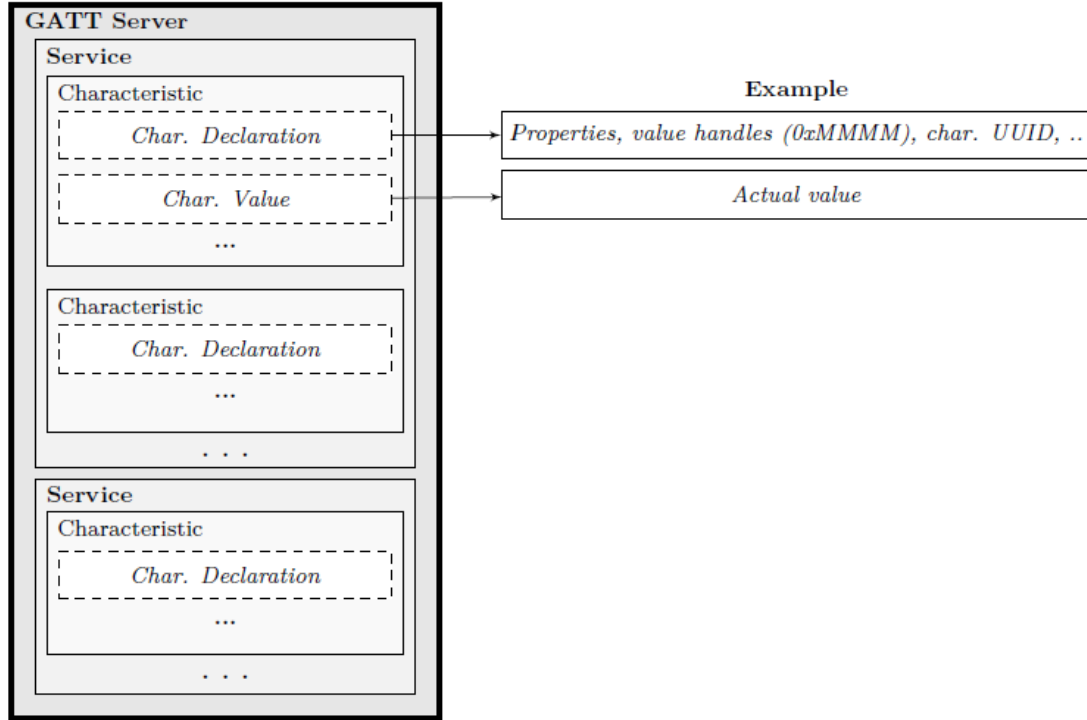 GATT Server
Service
Characteristic
Char. Declaration
Char. Value
...
Characteristic
Char. Declaration
...
. . .
Service
Characteristic
Char. Declaration
...
. . .
Example
Properties, value handles (0xMMMM), char. UUID, ..
Actual value